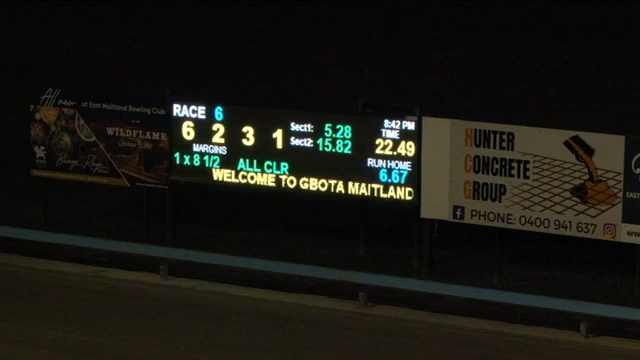 All new at East Maitland Bowling Club
WILDFLAME
RACE 6
8:42 PM
6 2 3 1
Sect1: 5.28
Sect2: 15.82
TIME
22.49
MARGINS
1 x 8 1/2
ALL CLR
RUN HOME
6.67
WELCOME TO GBOTA MAITLAND
HUNTER
CONCRETE
GROUP
PHONE: 0400 941 637